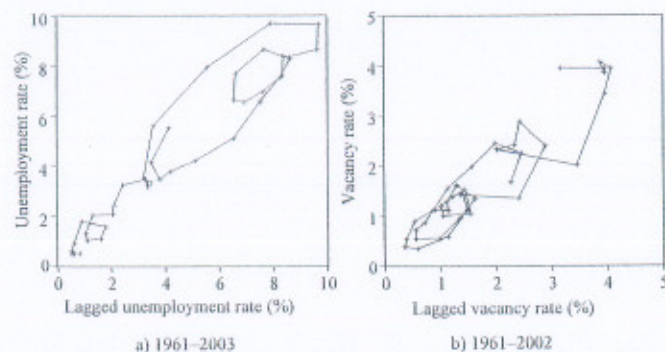 Unemployment rate (%)
10
8
6
4
2
0
0 2 4 6 8 10
Lagged unemployment rate (%)
a) 1961–2003
Vacancy rate (%)
5
4
3
2
1
0
0 1 2 3 4 5
Lagged vacancy rate (%)
b) 1961–2002